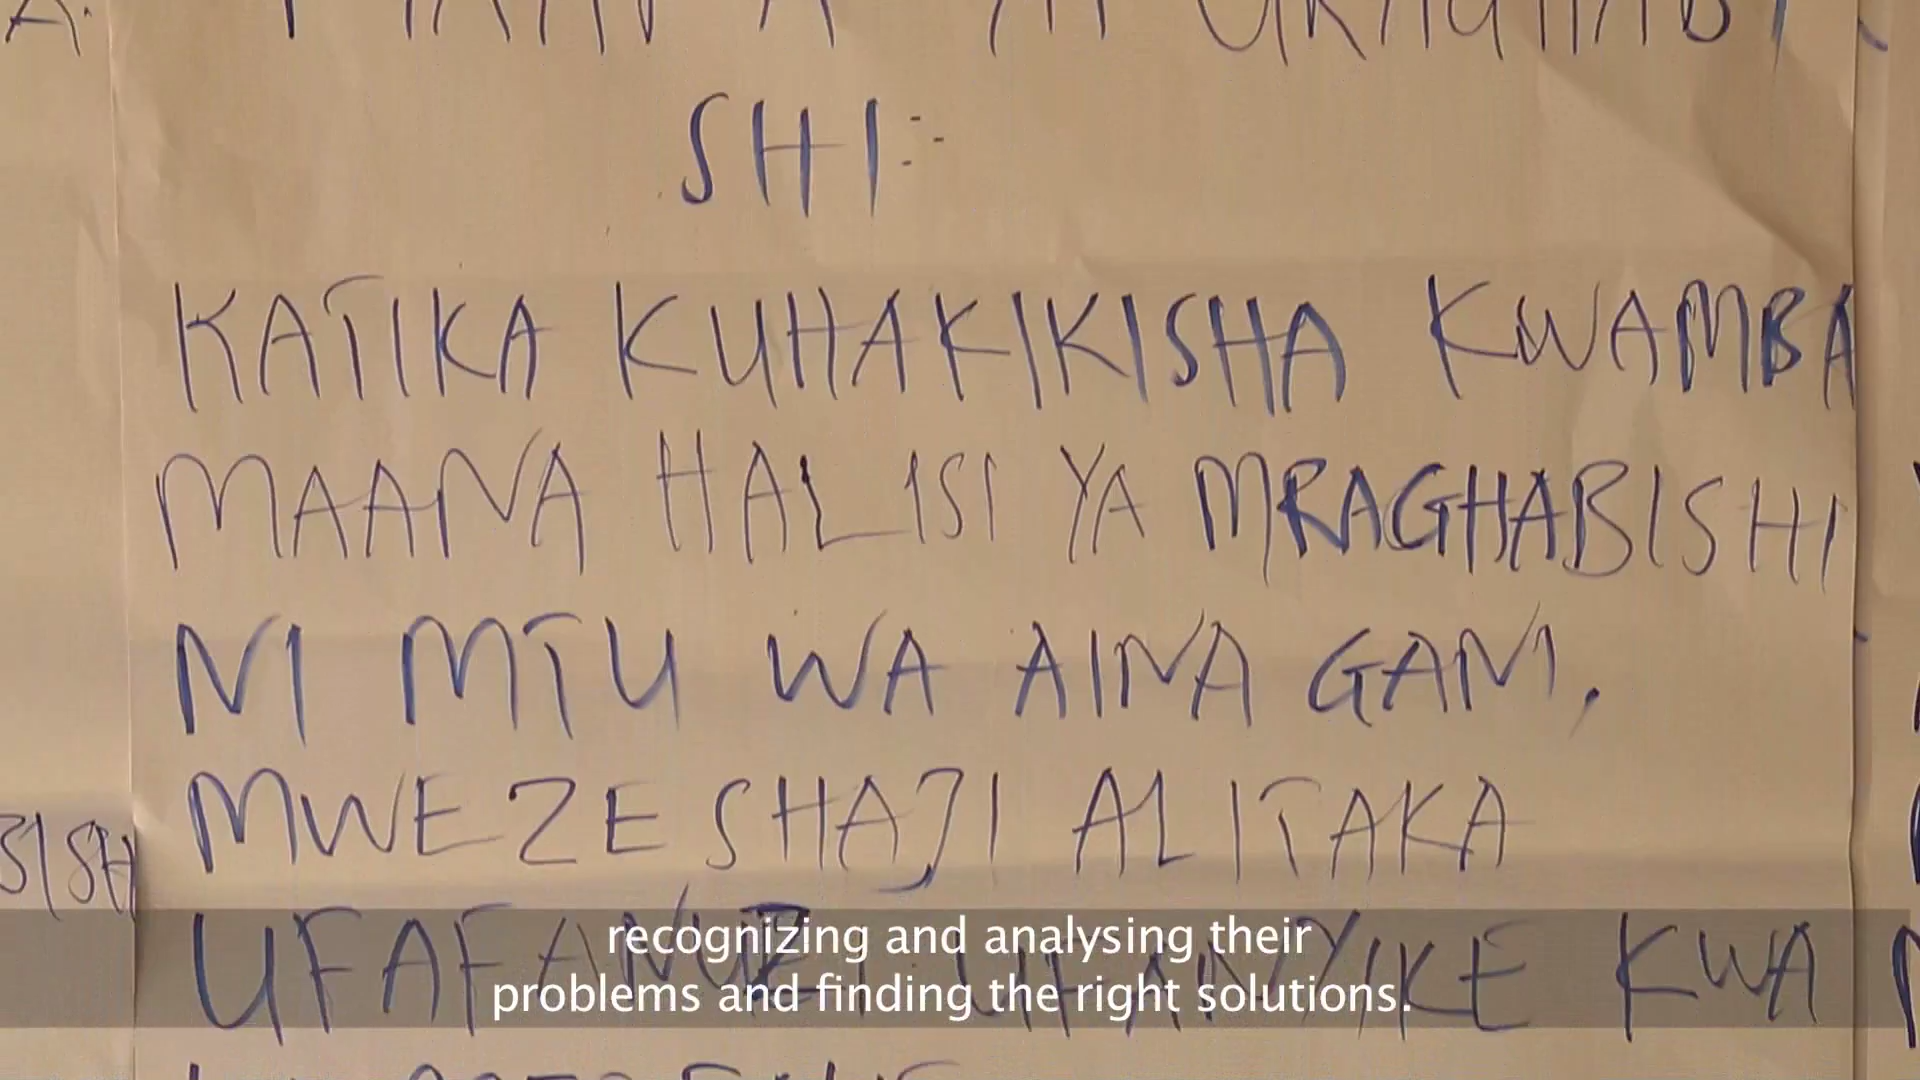 SHI:-
KATIKA KUHAKIKISHA KWAMBA
MAANA HALISI YA MRAGHABISHI
NI MTU WA AINA GANI,
MWEZESHAJI ALITAKA
UFAFANUZI KWA
recognizing and analysing their
problems and finding the right solutions.